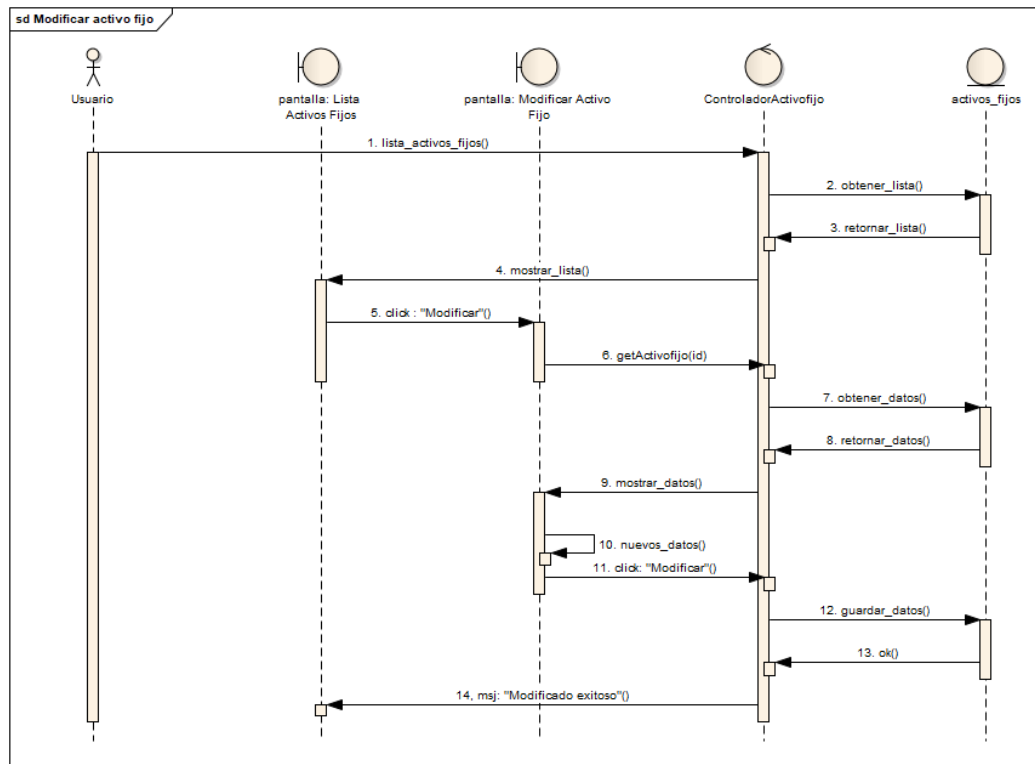 sd Modificar activo fijo
Usuario
pantalla: Lista
Activos Fijos
pantalla: Modificar Activo
Fijo
ControladorActivofijo
activos_fijos
1. lista_activos_fijos()
2. obtener_lista()
3. retornar_lista()
4. mostrar_lista()
5. click : "Modificar"()
6. getActivofijo(id)
7. obtener_datos()
8. retornar_datos()
9. mostrar_datos()
10. nuevos_datos()
11. click: "Modificar"()
12. guardar_datos()
13. ok()
14, msj: "Modificado exitoso"()